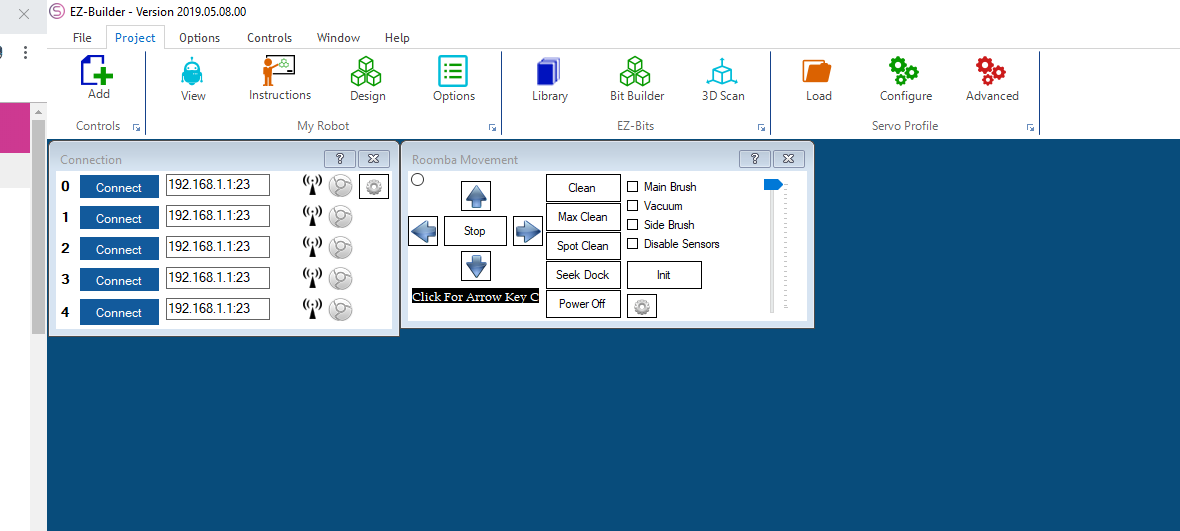 EZ-Builder - Version 2019.05.08.00
File Project Options Controls Window Help
Add View Instructions Design Options Library Bit Builder 3D Scan Load Configure Advanced
Controls My Robot EZ-Bits Servo Profile
Connection ?
0 Connect 192.168.1.1:23
1 Connect 192.168.1.1:23
2 Connect 192.168.1.1:23
3 Connect 192.168.1.1:23
4 Connect 192.168.1.1:23
Roomba Movement ?
Stop
Click For Arrow Key C
Clean
Max Clean
Spot Clean
Seek Dock
Power Off
Main Brush
Vacuum
Side Brush
Disable Sensors
Init